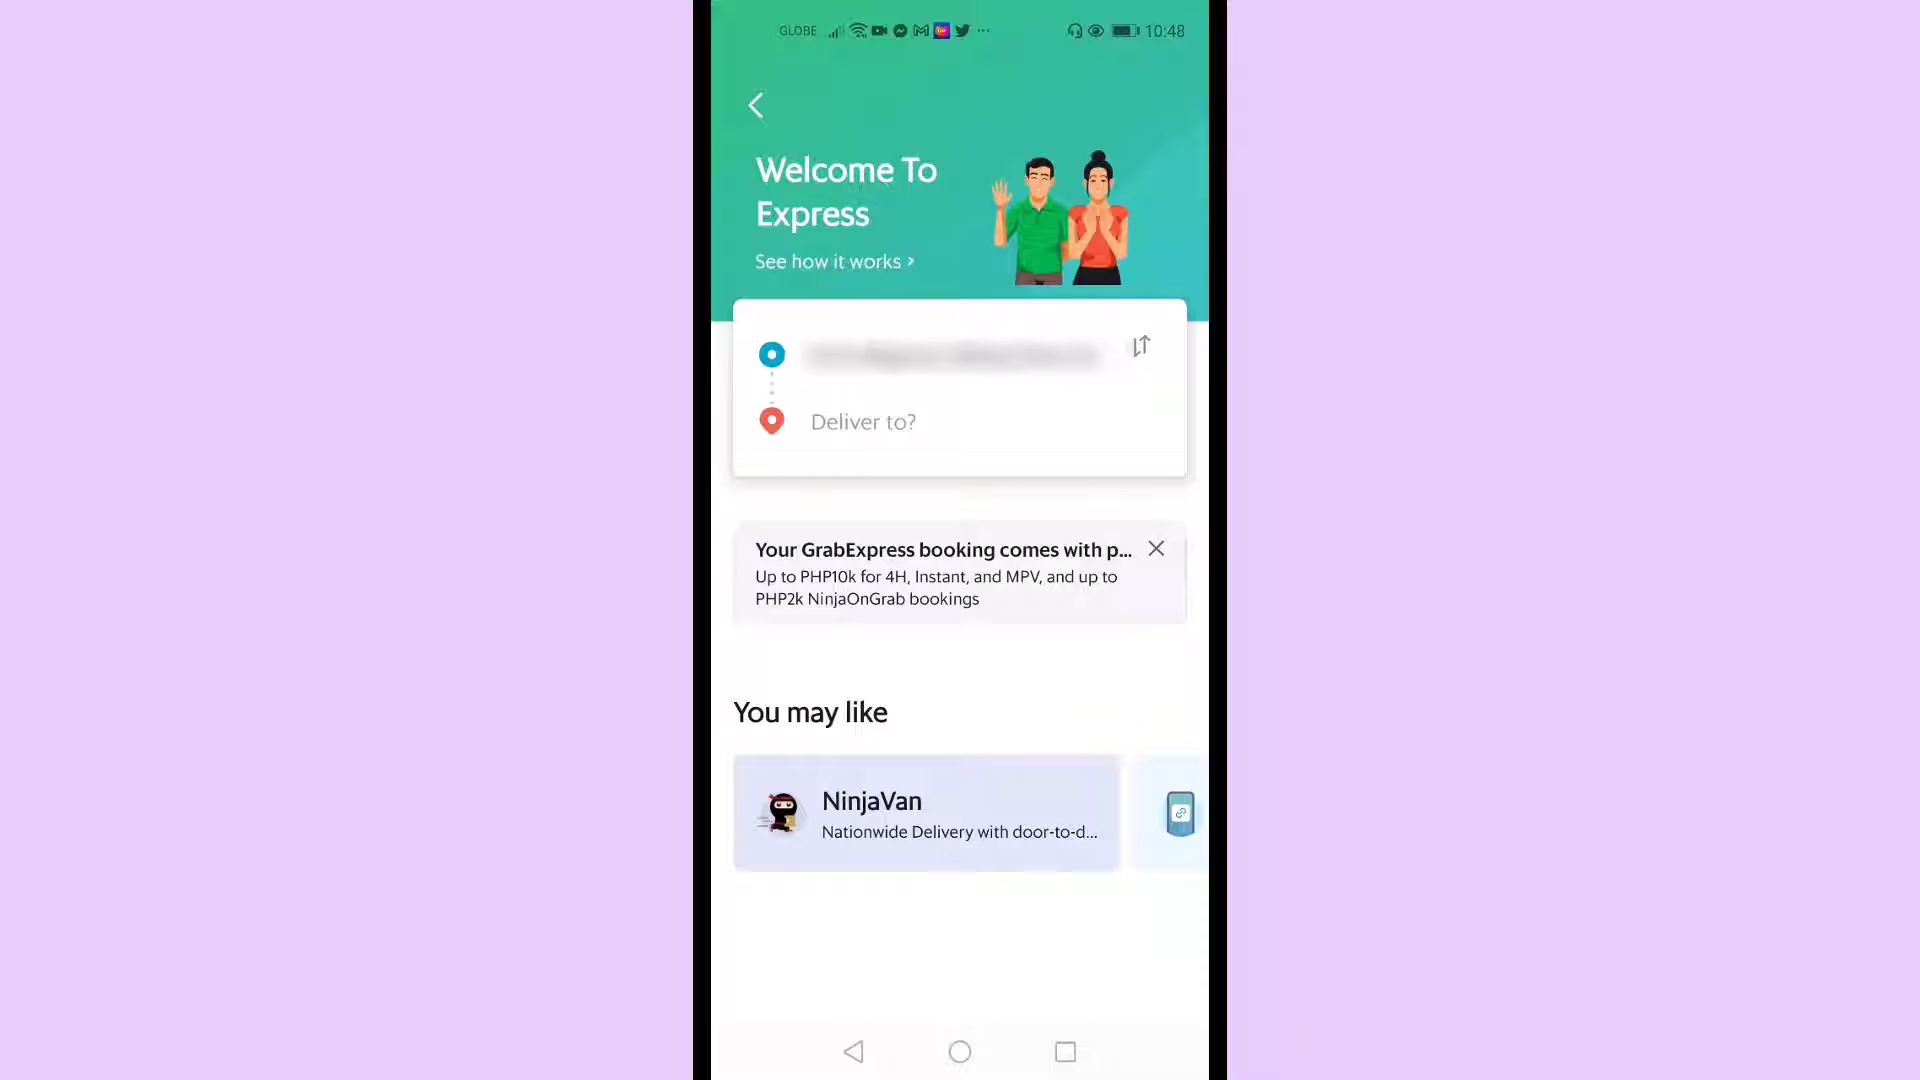 GLOBE 10:48
Welcome To
Express
See how it works >
Deliver to?
Your GrabExpress booking comes with p...
Up to PHP10k for 4H, Instant, and MPV, and up to
PHP2k NinjaOnGrab bookings
You may like
NinjaVan
Nationwide Delivery with door-to-d...